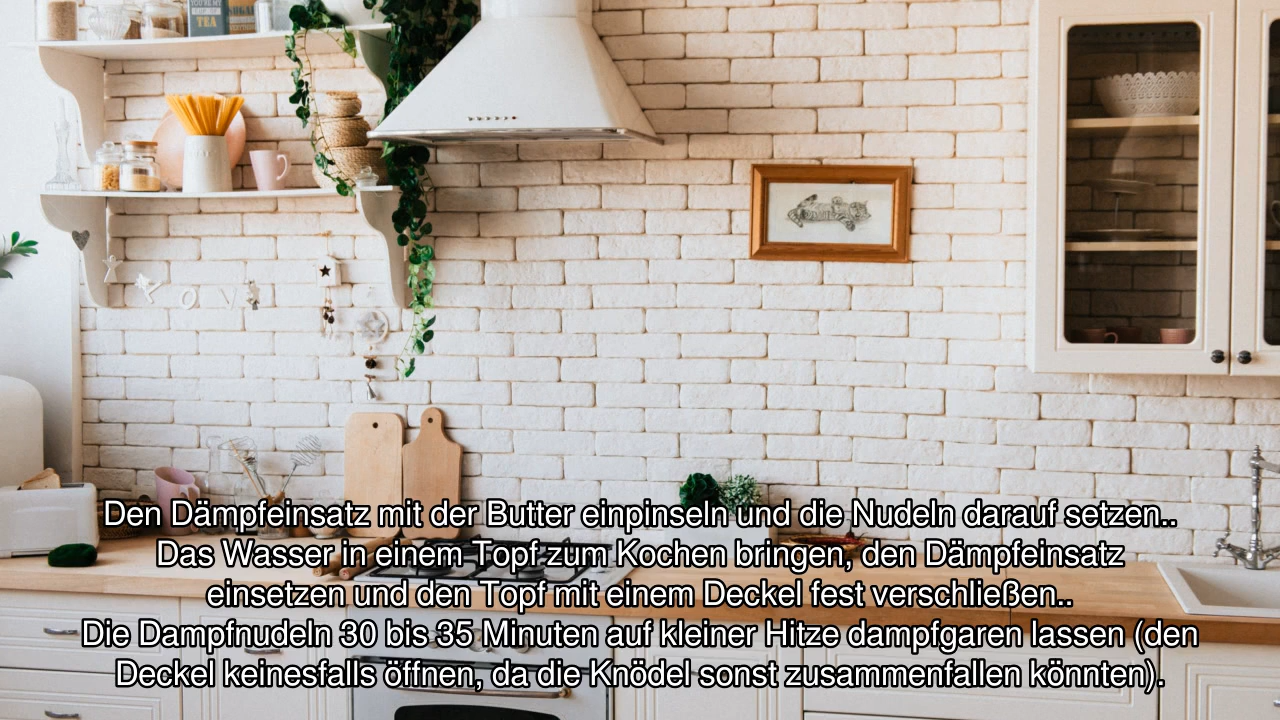 TEA
SUGAR
Den Dämpfeinsatz mit der Butter einpinseln und die Nudeln darauf setzen..
Das Wasser in einem Topf zum Kochen bringen, den Dämpfeinsatz
einsetzen und den Topf mit einem Deckel fest verschließen..
Die Dampfnudeln 30 bis 35 Minuten auf kleiner Hitze dampfgaren lassen (den
Deckel keinesfalls öffnen, da die Knödel sonst zusammenfallen könnten).